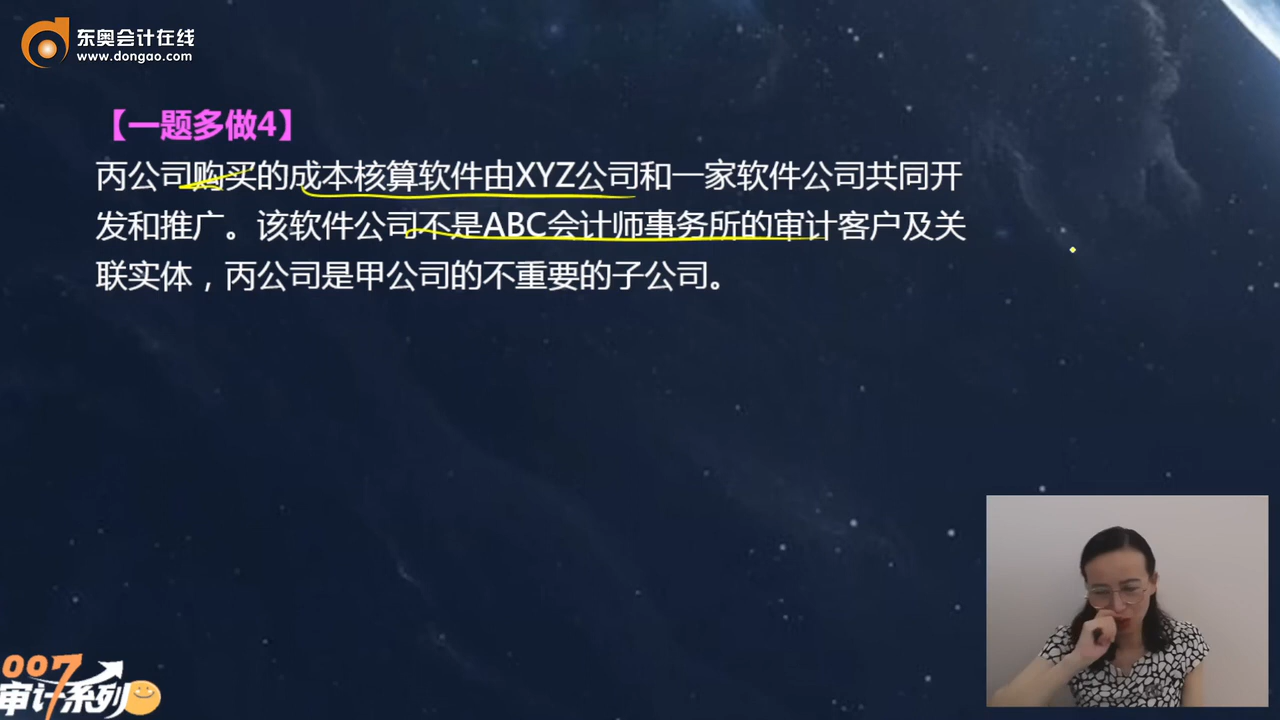 东奥会计在线
www.dongao.com
【一题多做4】
丙公司购买的成本核算软件由XYZ公司和一家软件公司共同开
发和推广。该软件公司不是ABC会计师事务所的审计客户及关
联实体，丙公司是甲公司的不重要的子公司。
007
审计系列